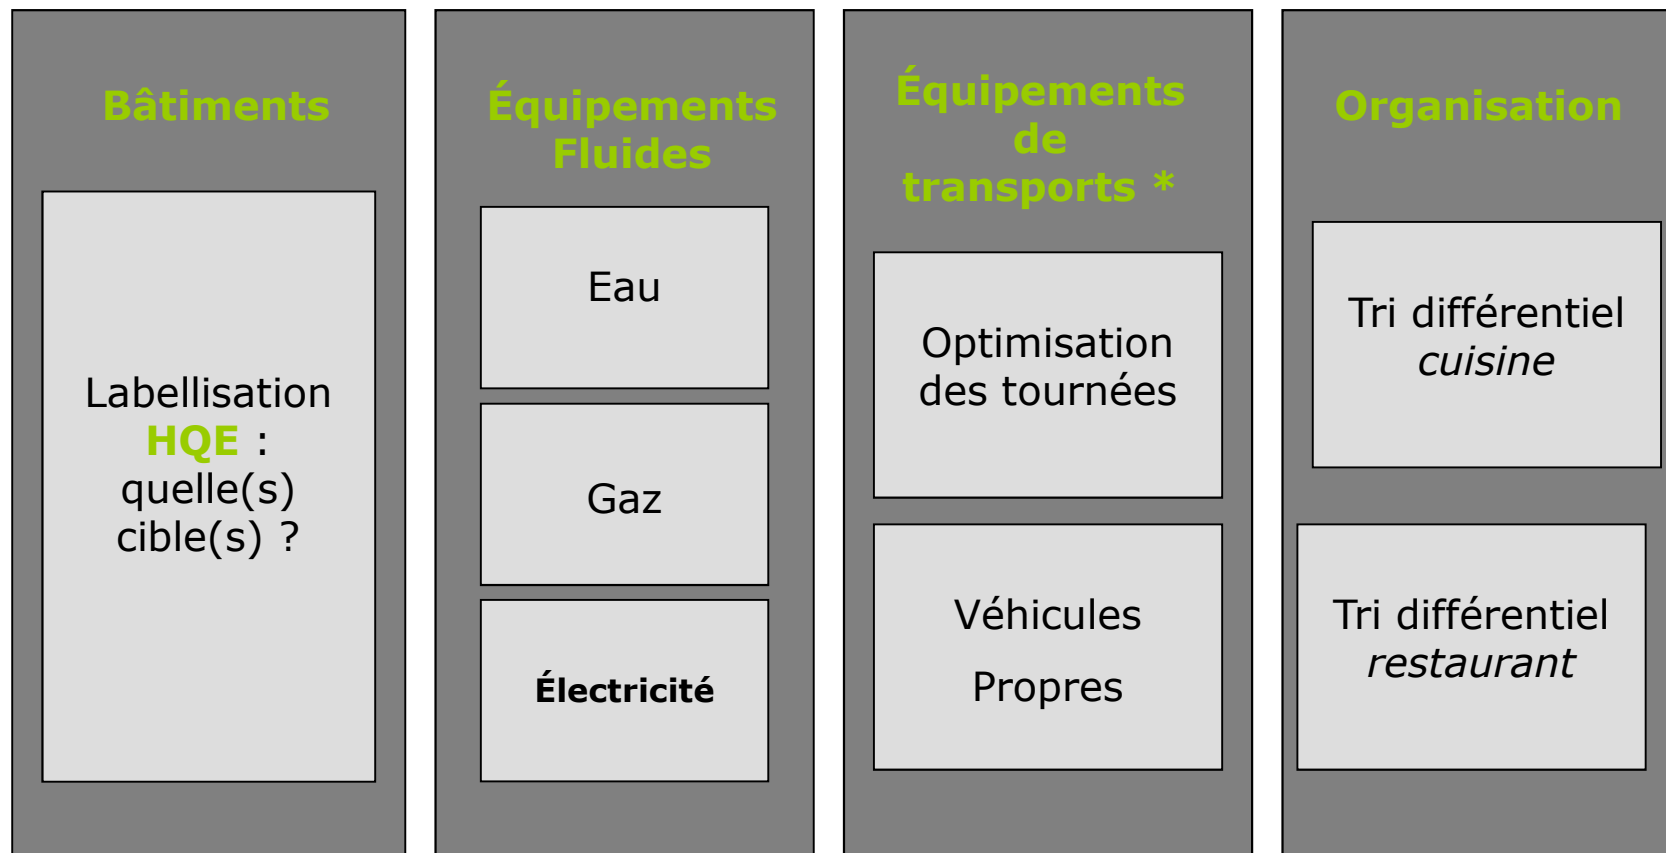 Bâtiments
Labellisation
HQE :
quelle(s)
cible(s) ?
Équipements
Fluides
Eau
Gaz
Électricité
Équipements
de
transports *
Optimisation
des tournées
Véhicules
Propres
Organisation
Tri différentiel
cuisine
Tri différentiel
restaurant